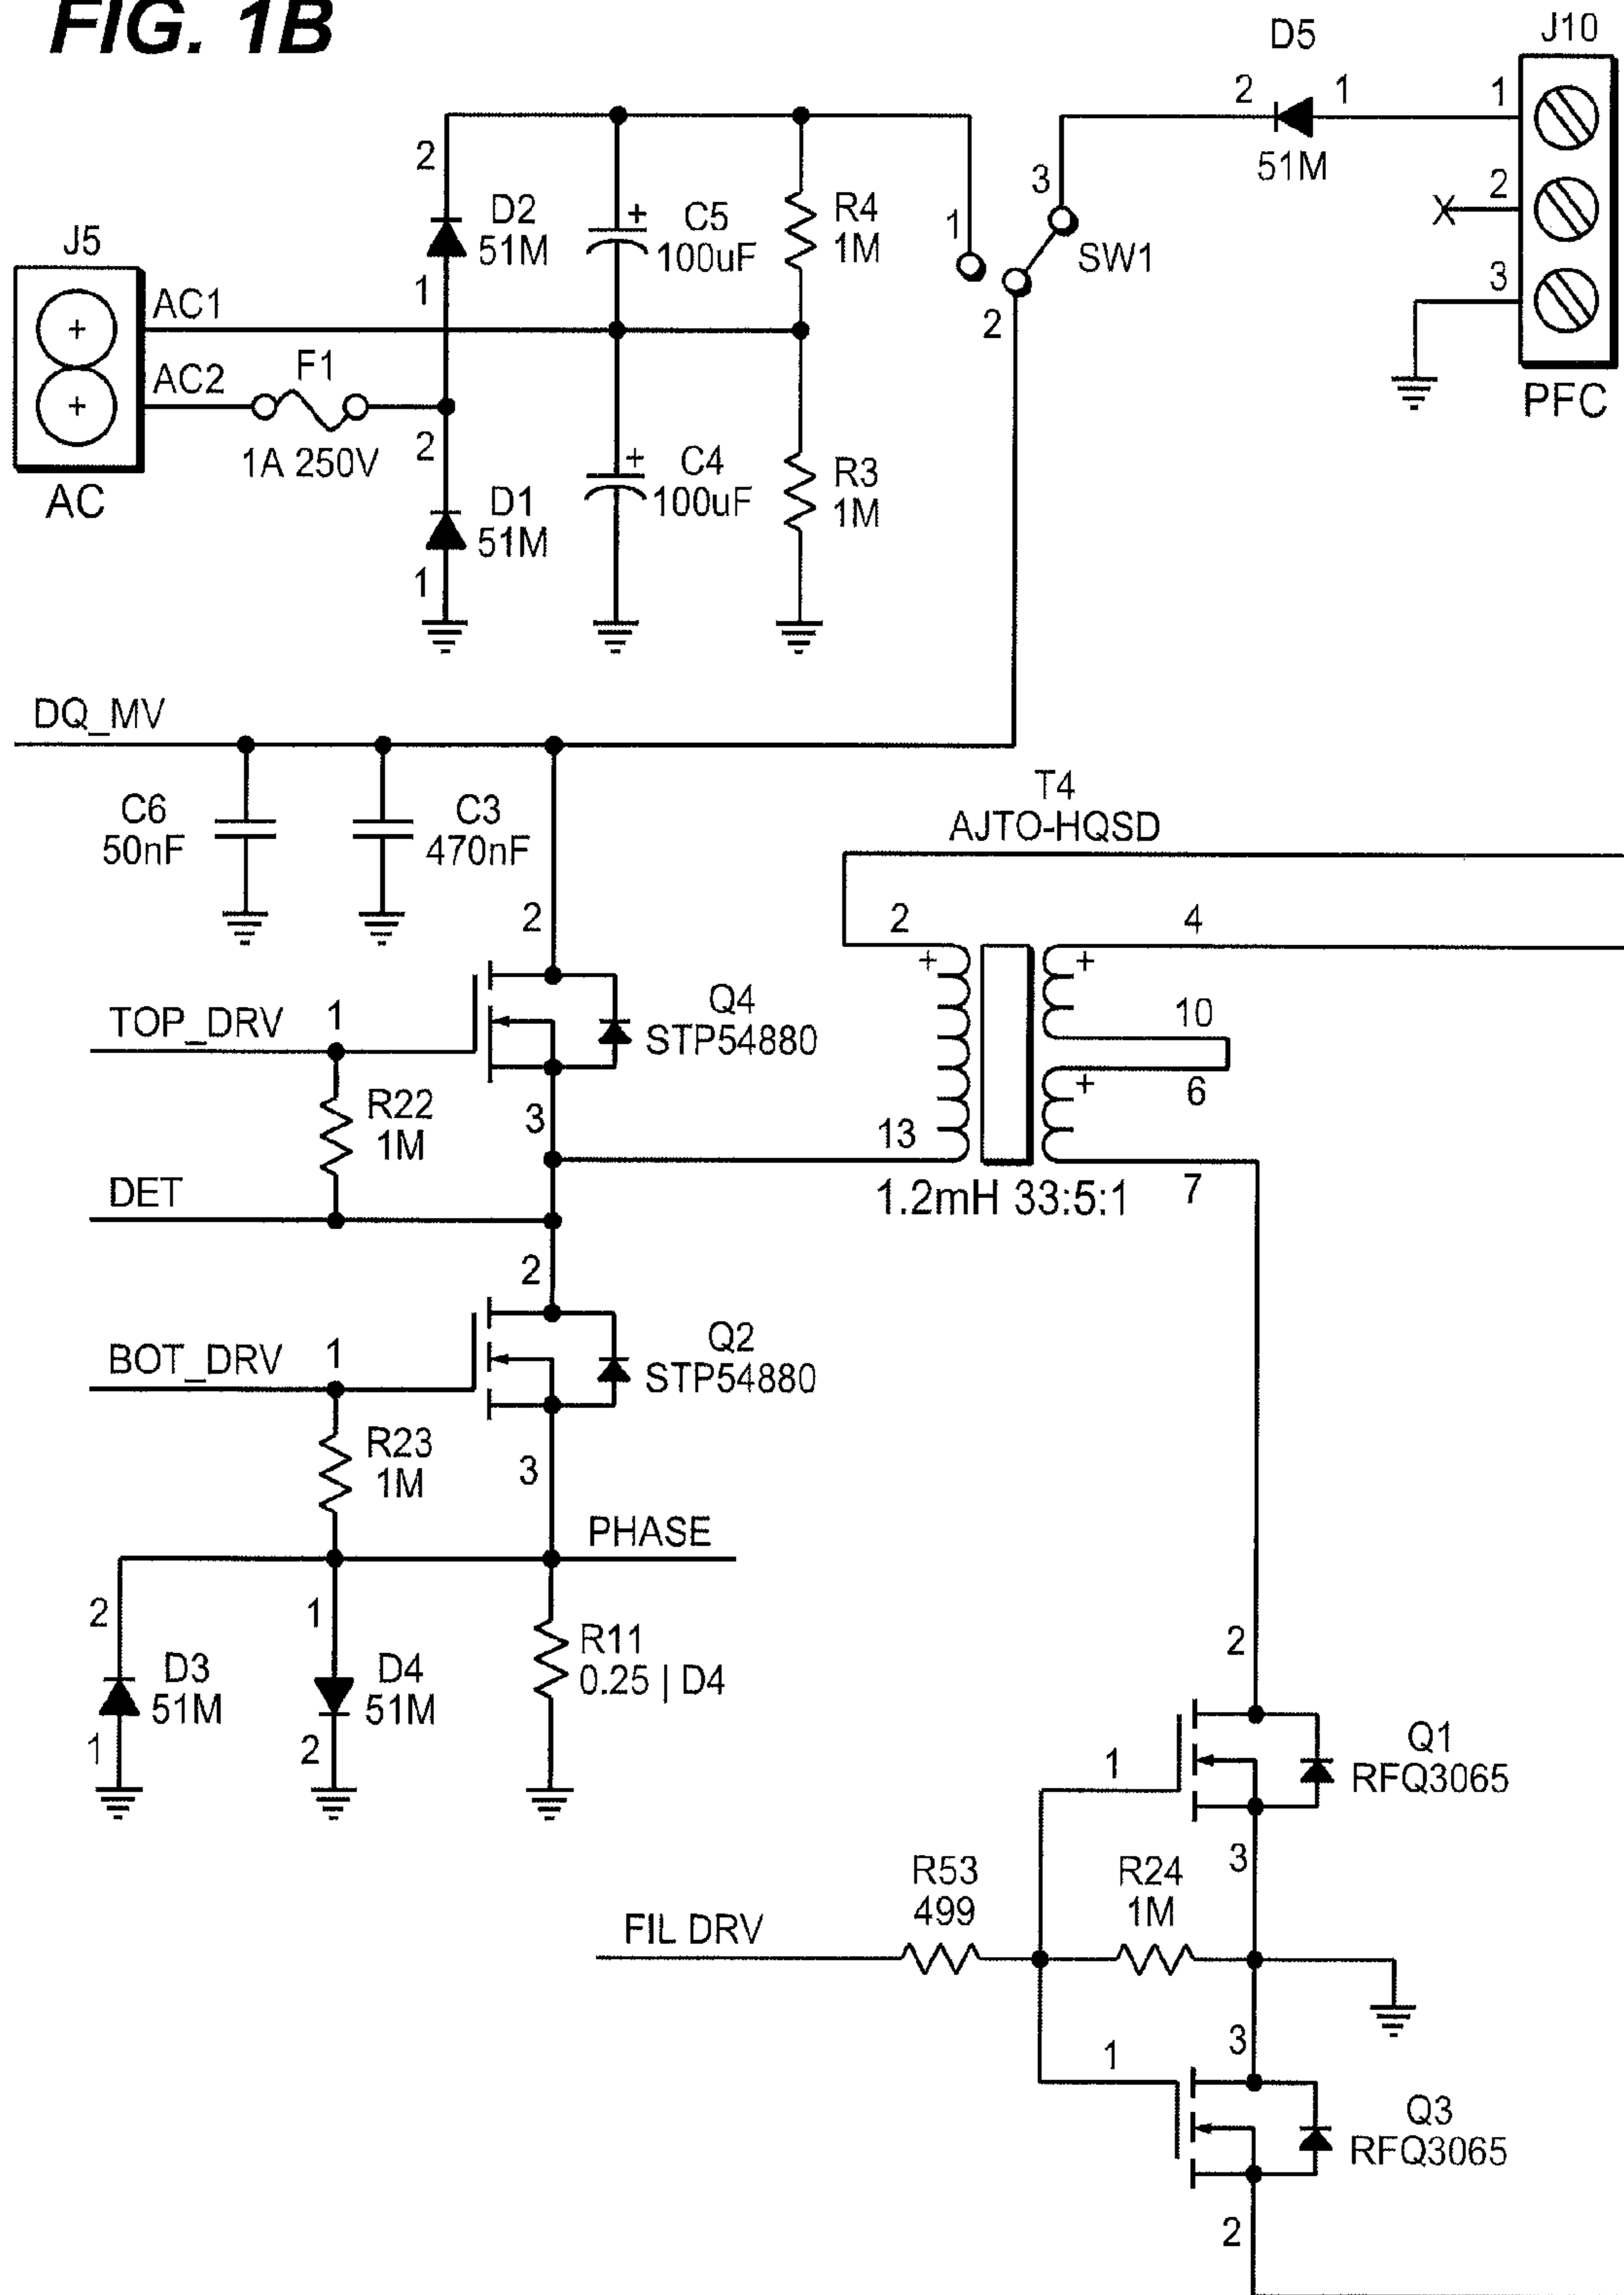 FIG. 1B
D5
J10
2 1
1
51M
2
3
PFC
2
D2
51M
1
C5
100uF
+
R4
1M
1
3
SW1
2
J5
AC1
AC2
F1
1A 250V
AC
+
+
2
D1
51M
1
+
C4
100uF
R3
1M
X
DQ_MV
C6
50nF
C3
470nF
2
T4
AJTO-HQSD
2
4
+
+
10
+
6
13
7
1.2mH 33:5:1
TOP_DRV
1
Q4
STP54880
R22
1M
3
DET
2
BOT_DRV
1
Q2
STP54880
R23
1M
3
PHASE
2
1
D3
51M
1
D4
51M
2
R11
0.25 | D4
2
Q1
RFQ3065
1
3
R53
499
R24
1M
FIL DRV
3
1
Q3
RFQ3065
2